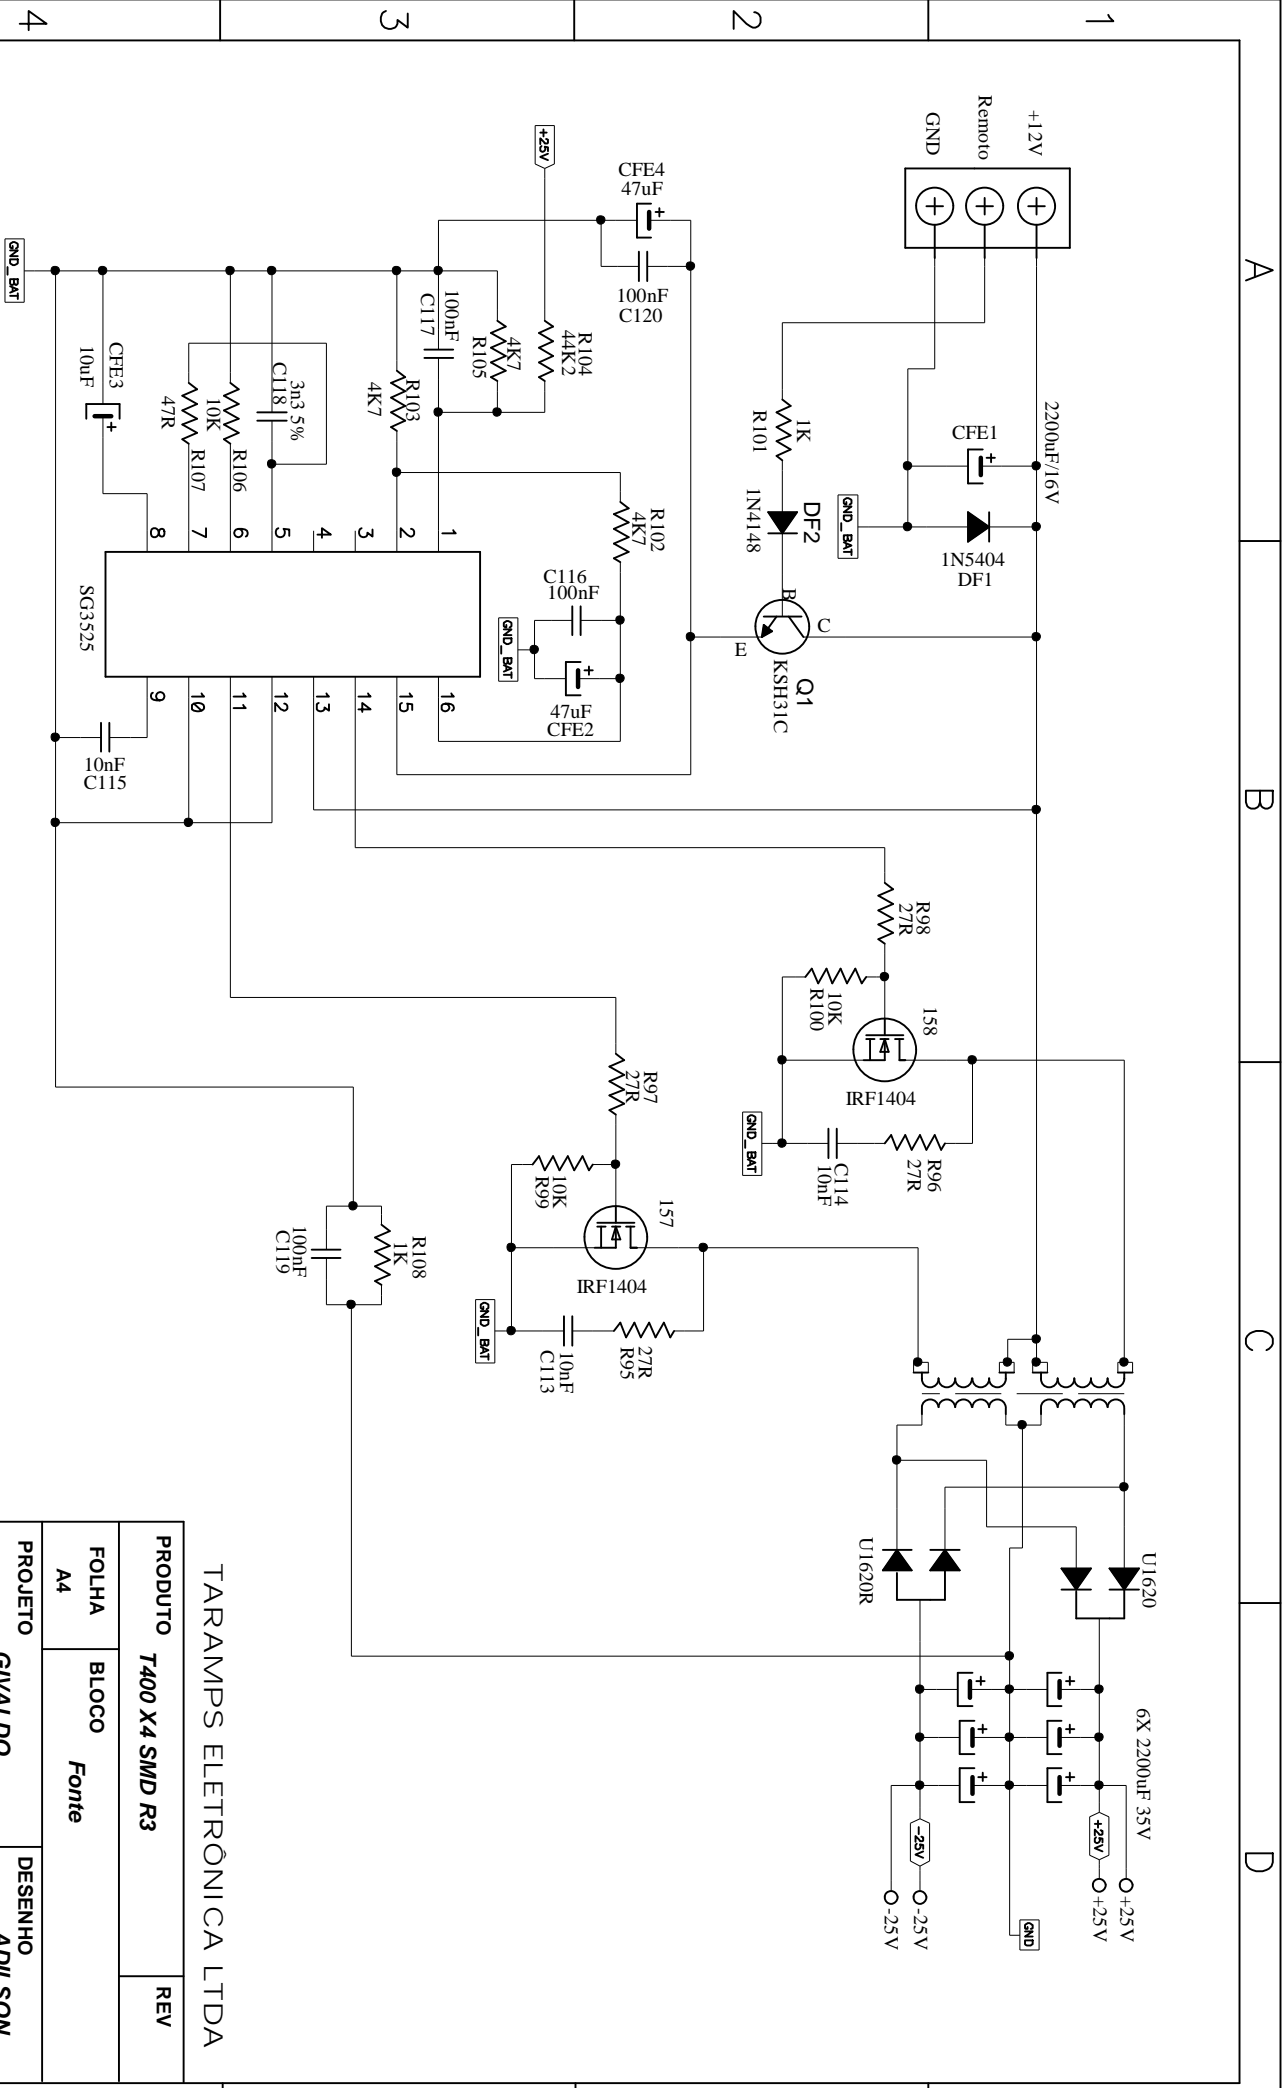 1
2
3
4
A
B
C
D
+12V
Remoto
GND
2200uF/16V
CFE1
1N5404
DF1
GND_BAT
1K
R101
DF2
1N4148
B
C
E
Q1
KSH31C
CFE4
47uF
100nF
C120
+25V
R104
44K2
4K7
R105
100nF
C117
R103
4K7
R102
4K7
C116
100nF
GND_BAT
47uF
CFE2
3n3 5%
C118
10K
R106
47R
R107
CFE3
10uF
GND_BAT
1
2
3
4
5
6
7
8
SG3525
16
15
14
13
12
11
10
9
10nF
C115
R98
27R
10K
R100
158
IRF1404
R96
27R
C114
10nF
GND_BAT
R97
27R
10K
R99
157
IRF1404
27R
R95
10nF
C113
GND_BAT
R108
1K
100nF
C119
U1620
U1620R
6X 2200uF 35V
+25V
+25V
+25V
-25V
-25V
-25V
GND
TARAMPS ELETRÔNICA LTDA
PRODUTO
T400 X4 SMD R3
REV
FOLHA
A4
BLOCO
Fonte
PROJETO
GIVALDO
DESENHO
ADILSON